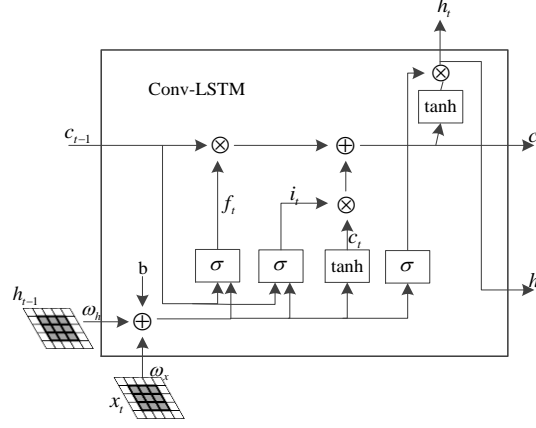 h_t
Conv-LSTM
tanh
c_{t-1}
c
f_t
i_t
c_t
σ
σ
tanh
σ
b
h
h_{t-1}
ω_h
ω_x
x_t